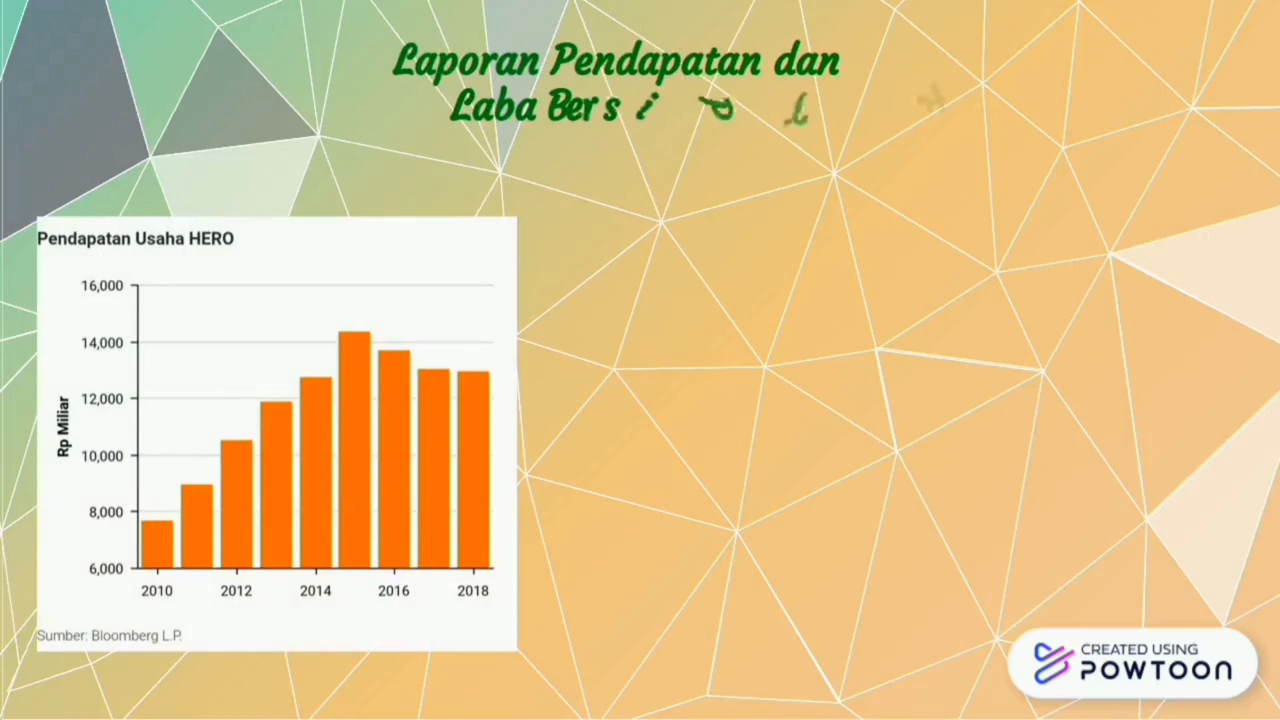 Laporan Pendapatan dan
Laba Bersi
Pendapatan Usaha HERO
16,000
14,000
12,000
10,000
8,000
6,000
Rp Miliar
2010 2012 2014 2016 2018
Sumber: Bloomberg L.P.
CREATED USING
POWTOON